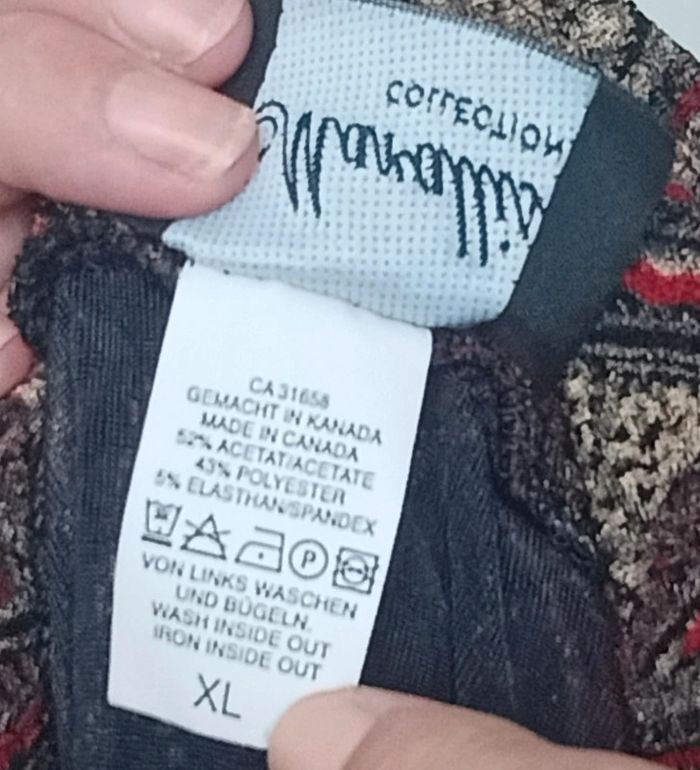 COLLECTION
CA 31658
GEMACHT IN KANADA
MADE IN CANADA
52% ACETAT/ACETATE
43% POLYESTER
5% ELASTHAN/SPANDEX
P
VON LINKS WASCHEN
UND BÜGELN.
WASH INSIDE OUT
IRON INSIDE OUT
XL